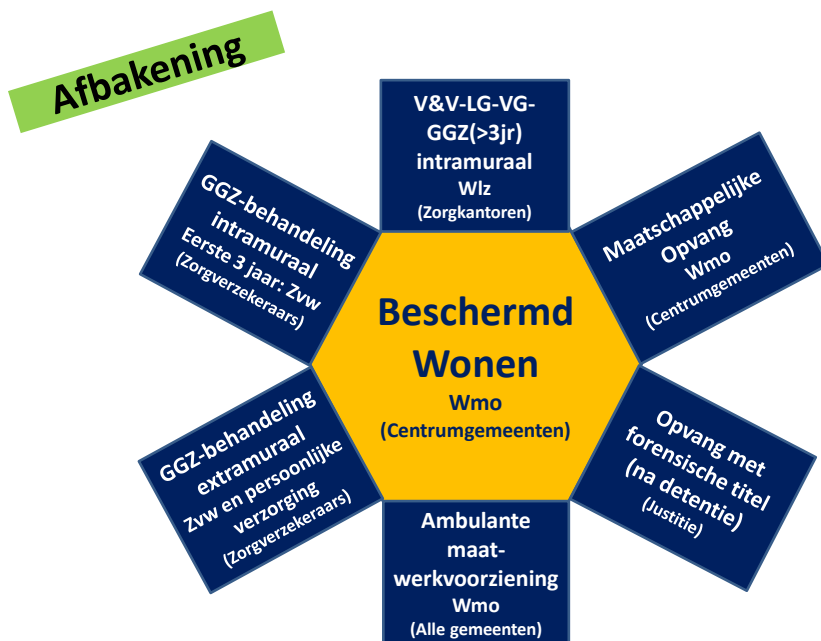 Afbakening
V&V-LG-VG-
GGZ(>3jr)
intramuraal
Wlz
(Zorgkantoren)
GGZ-behandeling
intramuraal
Eerste 3 jaar: Zvw
(Zorgverzekeraars)
Maatschappelijke
Opvang
Wmo
(Centrumgemeenten)
Beschermd
Wonen
Wmo
(Centrumgemeenten)
GGZ-behandeling
extramuraal
Zvw en persoonlijke
verzorging
(Zorgverzekeraars)
Opvang met
forensische titel
(na detentie)
(Justitie)
Ambulante
maat-
werkvoorziening
Wmo
(Alle gemeenten)